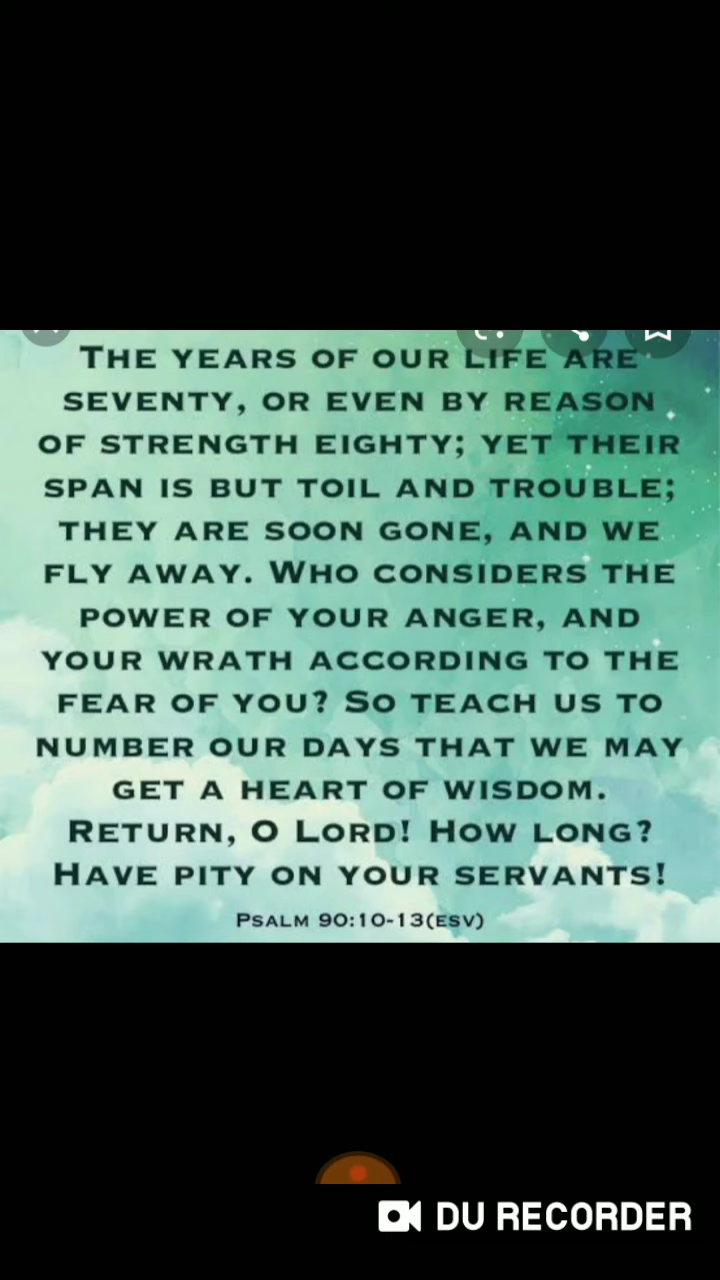 The years of our life are
seventy, or even by reason
of strength eighty; yet their
span is but toil and trouble;
they are soon gone, and we
fly away. Who considers the
power of your anger, and
your wrath according to the
fear of you? So teach us to
number our days that we may
get a heart of wisdom.
Return, O Lord! How long?
Have pity on your servants!
Psalm 90:10-13(ESV)
DU RECORDER